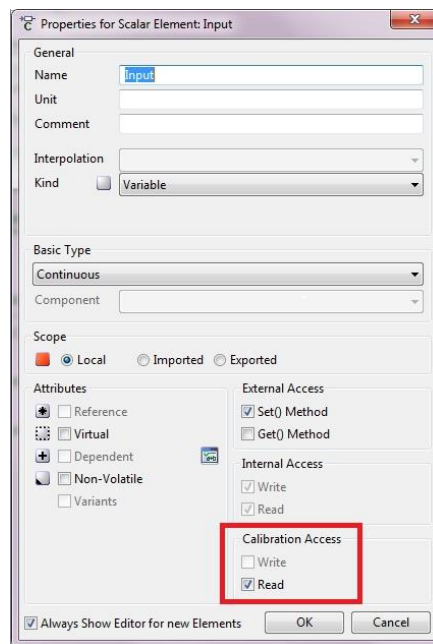 Properties for Scalar Element: Input
General
Name Input
Unit
Comment
Interpolation
Kind Variable
Basic Type
Continuous
Component
Scope
Local Imported Exported
Attributes
Reference
Virtual
Dependent
Non-Volatile
Variants
External Access
Set() Method
Get() Method
Internal Access
Write
Read
Calibration Access
Write
Read
Always Show Editor for new Elements OK Cancel